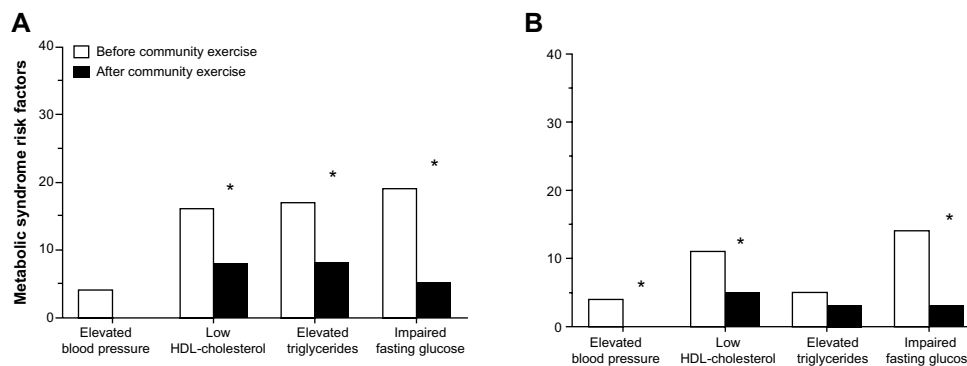 A
B
Before community exercise
After community exercise
Metabolic syndrome risk factors
40
30
20
10
0
*
*
*
Elevated
blood pressure
Low
HDL-cholesterol
Elevated
triglycerides
Impaired
fasting glucose
40
30
20
10
0
*
*
*
Elevated
blood pressure
Low
HDL-cholesterol
Elevated
triglycerides
Impaired
fasting glucos